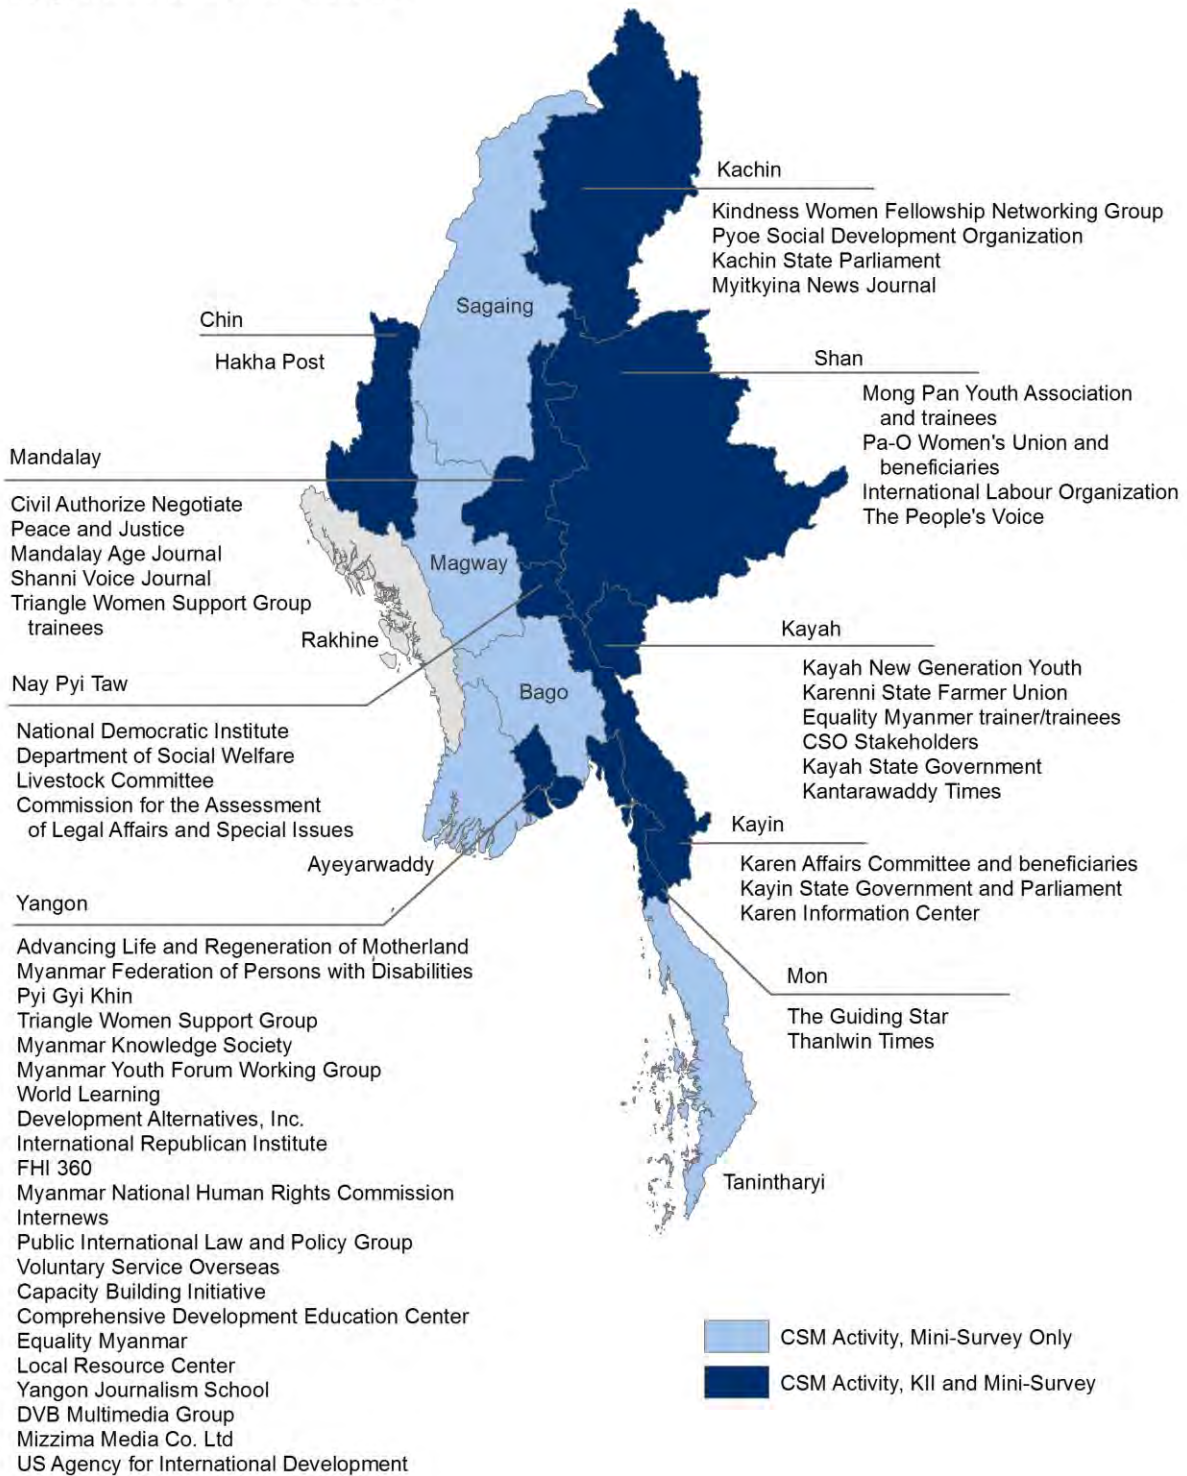 Kachin
Kindness Women Fellowship Networking Group
Pyoe Social Development Organization
Kachin State Parliament
Myitkyina News Journal
Sagaing
Chin
Hakha Post
Shan
Mong Pan Youth Association
and trainees
Pa-O Women's Union and
beneficiaries
International Labour Organization
The People's Voice
Mandalay
Civil Authorize Negotiate
Peace and Justice
Mandalay Age Journal
Shanni Voice Journal
Triangle Women Support Group
trainees
Magway
Rakhine
Kayah
Kayah New Generation Youth
Karenni State Farmer Union
Equality Myanmer trainer/trainees
CSO Stakeholders
Kayah State Government
Kantarawaddy Times
Nay Pyi Taw
National Democratic Institute
Department of Social Welfare
Livestock Committee
Commission for the Assessment
of Legal Affairs and Special Issues
Bago
Ayeyarwaddy
Kayin
Karen Affairs Committee and beneficiaries
Kayin State Government and Parliament
Karen Information Center
Yangon
Advancing Life and Regeneration of Motherland
Myanmar Federation of Persons with Disabilities
Pyi Gyi Khin
Triangle Women Support Group
Myanmar Knowledge Society
Myanmar Youth Forum Working Group
World Learning
Development Alternatives, Inc.
International Republican Institute
FHI 360
Myanmar National Human Rights Commission
Internews
Public International Law and Policy Group
Voluntary Service Overseas
Capacity Building Initiative
Comprehensive Development Education Center
Equality Myanmar
Local Resource Center
Yangon Journalism School
DVB Multimedia Group
Mizzima Media Co. Ltd
US Agency for International Development
Mon
The Guiding Star
Thanlwin Times
Tanintharyi
CSM Activity, Mini-Survey Only
CSM Activity, KII and Mini-Survey